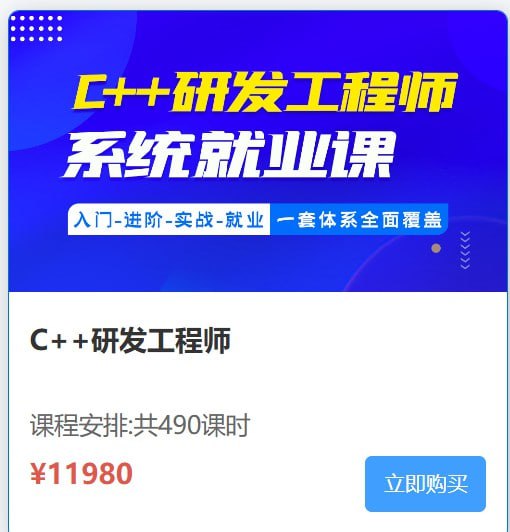 C++研发工程师
系统就业课
入门-进阶-实战-就业 一套体系全面覆盖
C++研发工程师
课程安排:共490课时
¥11980
立即购买